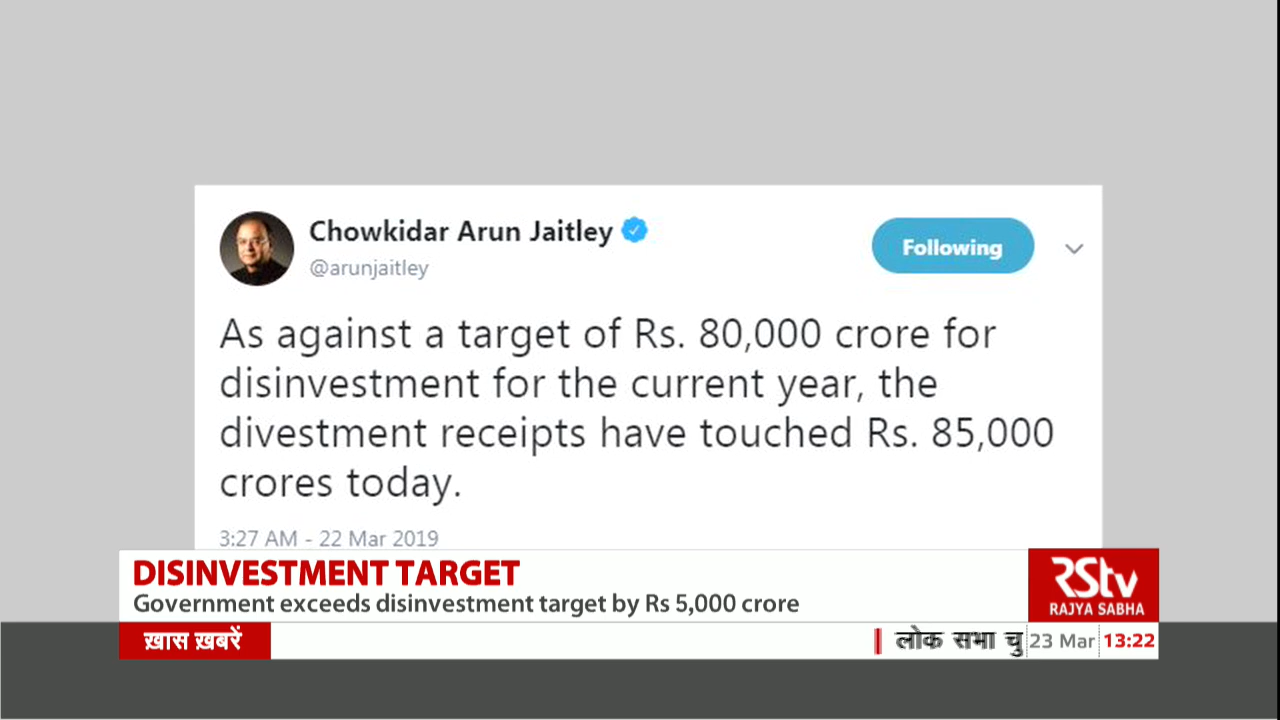 Chowkidar Arun Jaitley
@arunjaitley
Following
As against a target of Rs. 80,000 crore for
disinvestment for the current year, the
divestment receipts have touched Rs. 85,000
crores today.
3:27 AM - 22 Mar 2019
DISINVESTMENT TARGET
Government exceeds disinvestment target by Rs 5,000 crore
RStv
RAJYA SABHA
ख़ास ख़बरें
लोक सभा चु
23 Mar
13:22